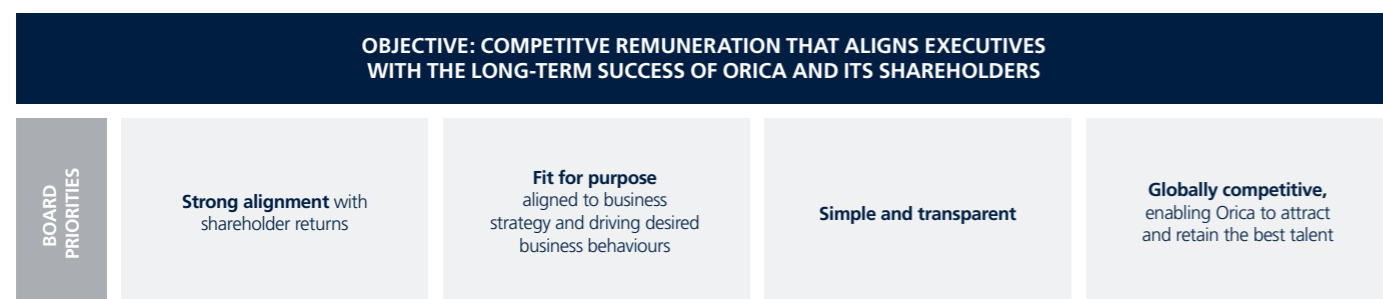 OBJECTIVE: COMPETITVE REMUNERATION THAT ALIGNS EXECUTIVES
WITH THE LONG-TERM SUCCESS OF ORICA AND ITS SHAREHOLDERS
BOARD
PRIORITIES
Strong alignment with
shareholder returns
Fit for purpose
aligned to business
strategy and driving desired
business behaviours
Simple and transparent
Globally competitive,
enabling Orica to attract
and retain the best talent